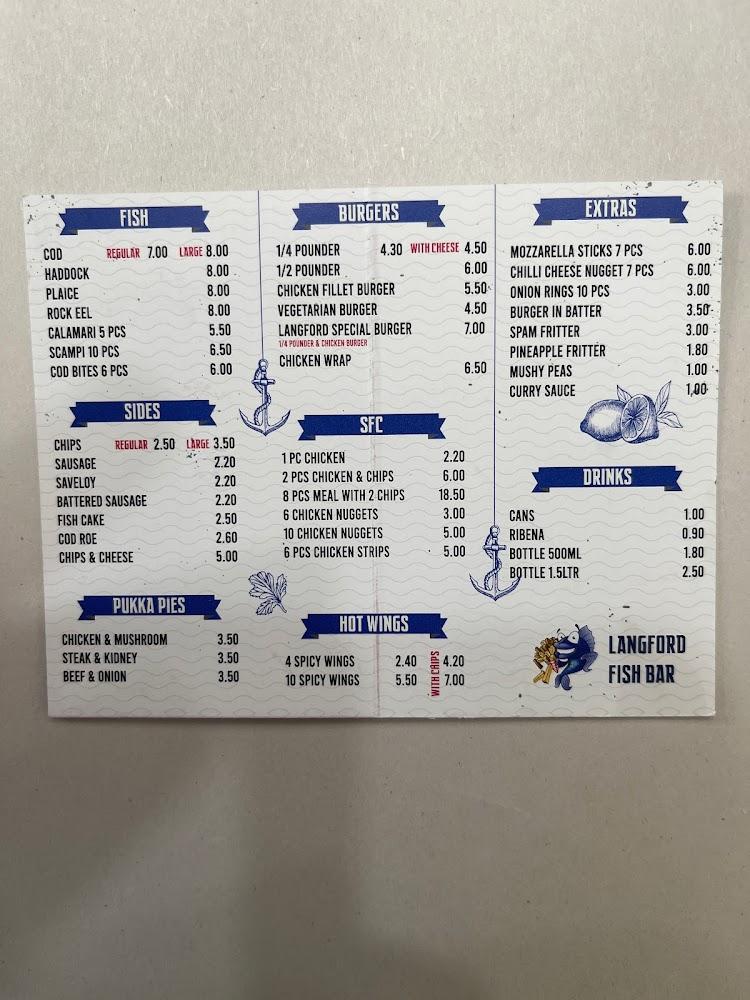 FISH
COD REGULAR 7.00 LARGE 8.00
HADDOCK 8.00
PLAICE 8.00
ROCK EEL 8.00
CALAMARI 5 PCS 5.50
SCAMPI 10 PCS 6.50
COD BITES 6 PCS 6.00
SIDES
CHIPS REGULAR 2.50 LARGE 3.50
SAUSAGE 2.20
SAVELOY 2.20
BATTERED SAUSAGE 2.20
FISH CAKE 2.50
COD ROE 2.60
CHIPS & CHEESE 5.00
PUKKA PIES
CHICKEN & MUSHROOM 3.50
STEAK & KIDNEY 3.50
BEEF & ONION 3.50
BURGERS
1/4 POUNDER 4.30 WITH CHEESE 4.50
1/2 POUNDER 6.00
CHICKEN FILLET BURGER 5.50
VEGETARIAN BURGER 4.50
LANGFORD SPECIAL BURGER 7.00
1/4 POUNDER & CHICKEN BURGER
CHICKEN WRAP 6.50
SFC
1 PC CHICKEN 2.20
2 PCS CHICKEN & CHIPS 6.00
8 PCS MEAL WITH 2 CHIPS 18.50
6 CHICKEN NUGGETS 3.00
10 CHICKEN NUGGETS 5.00
6 PCS CHICKEN STRIPS 5.00
HOT WINGS
WITH CHIPS
4 SPICY WINGS 2.40 4.20
10 SPICY WINGS 5.50 7.00
EXTRAS
MOZZARELLA STICKS 7 PCS 6.00
CHILLI CHEESE NUGGET 7 PCS 6.00
ONION RINGS 10 PCS 3.00
BURGER IN BATTER 3.50
SPAM FRITTER 3.00
PINEAPPLE FRITTER 1.80
MUSHY PEAS 1.00
CURRY SAUCE 1.00
DRINKS
CANS 1.00
RIBENA 0.90
BOTTLE 500ML 1.80
BOTTLE 1.5LTR 2.50
LANGFORD
FISH BAR